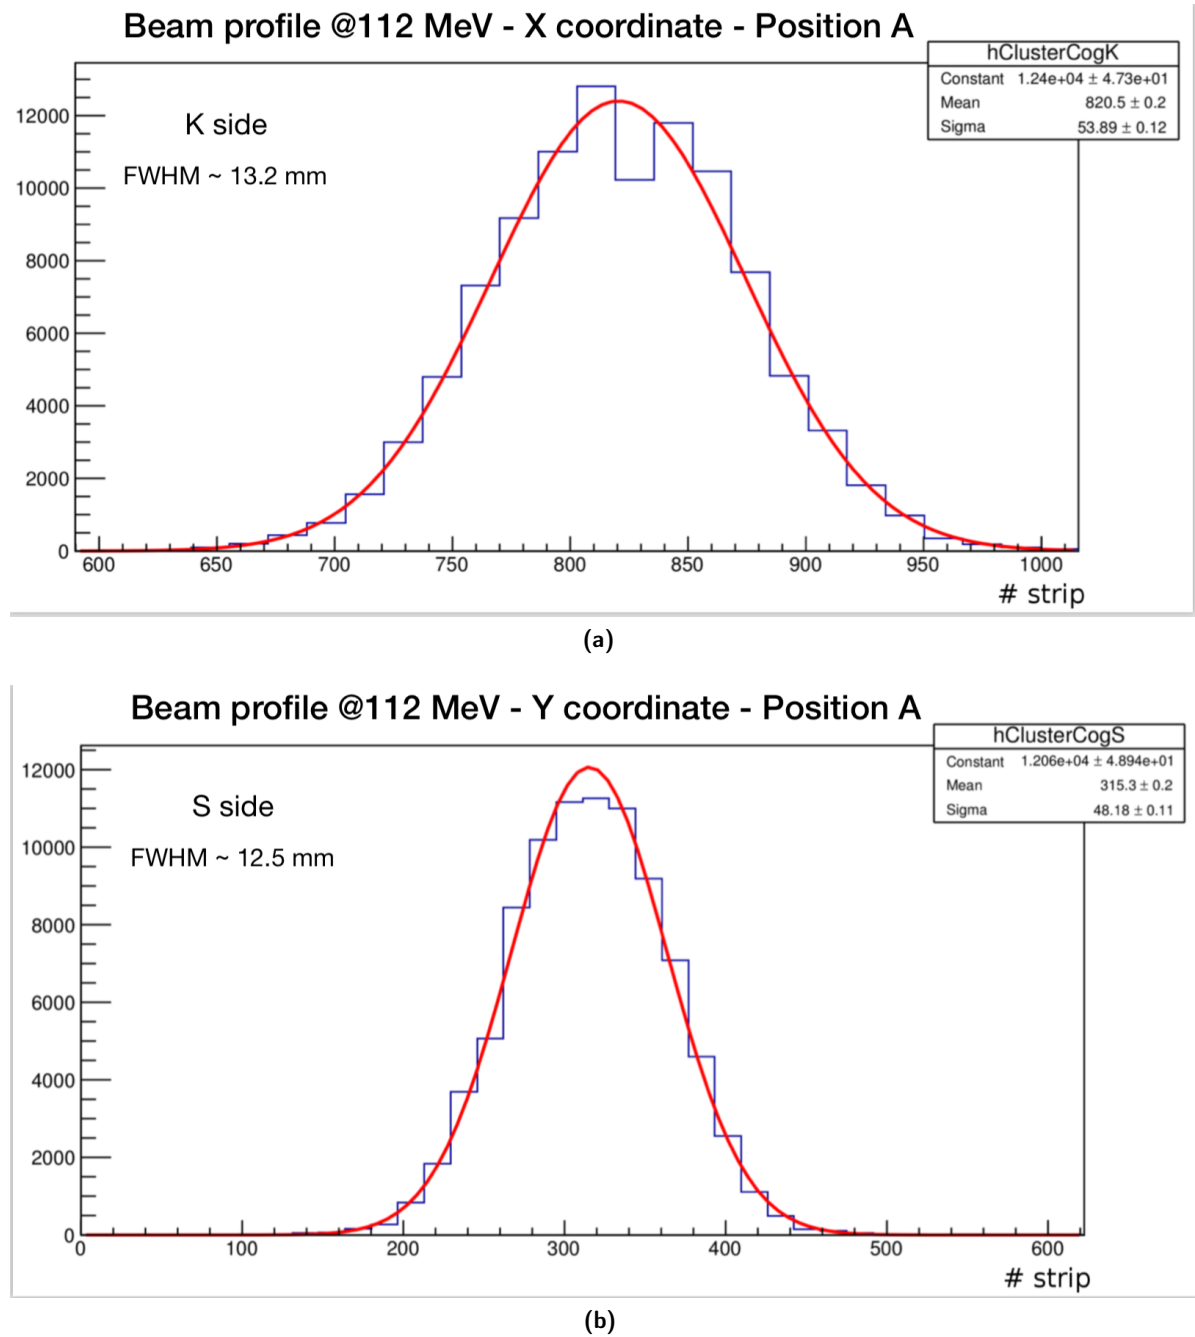 Beam profile @112 MeV - X coordinate - Position A
hClusterCogK
Constant 1.24e+04 ± 4.73e+01
Mean 820.5 ± 0.2
Sigma 53.89 ± 0.12
K side
FWHM ~ 13.2 mm
12000
10000
8000
6000
4000
2000
0
600 650 700 750 800 850 900 950 1000
# strip
(a)
Beam profile @112 MeV - Y coordinate - Position A
hClusterCogS
Constant 1.206e+04 ± 4.894e+01
Mean 315.3 ± 0.2
Sigma 48.18 ± 0.11
S side
FWHM ~ 12.5 mm
12000
10000
8000
6000
4000
2000
0
0 100 200 300 400 500 600
# strip
(b)